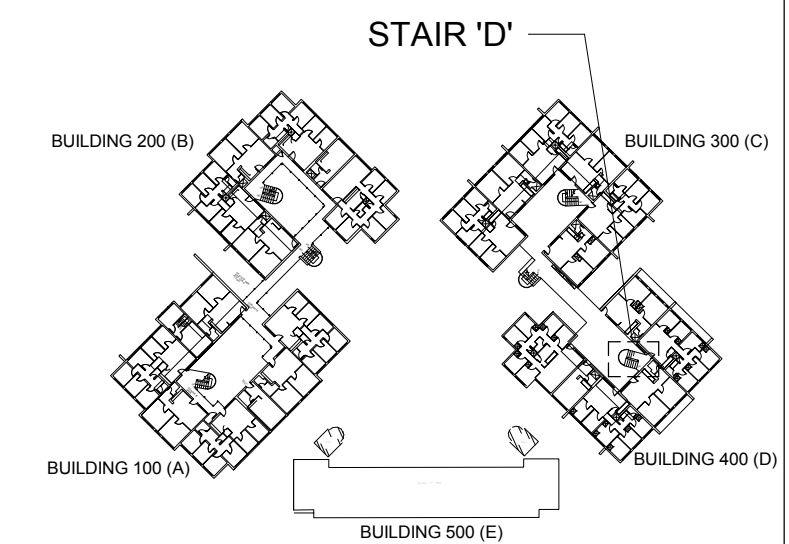 STAIR 'D'
BUILDING 200 (B)
BUILDING 300 (C)
BUILDING 100 (A)
BUILDING 400 (D)
BUILDING 500 (E)